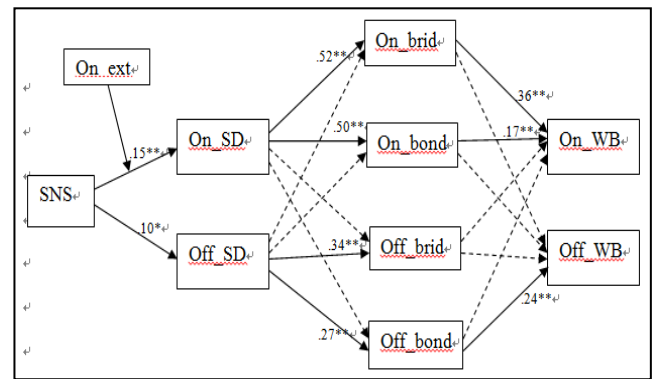 On_brid
.52**
On_ext
.36**
.15**
On_SD
.50**
On_bond
.17**
On_WB
SNS
.10*
Off_SD
.34**
Off_brid
Off_WB
.27**
.24**
Off_bond